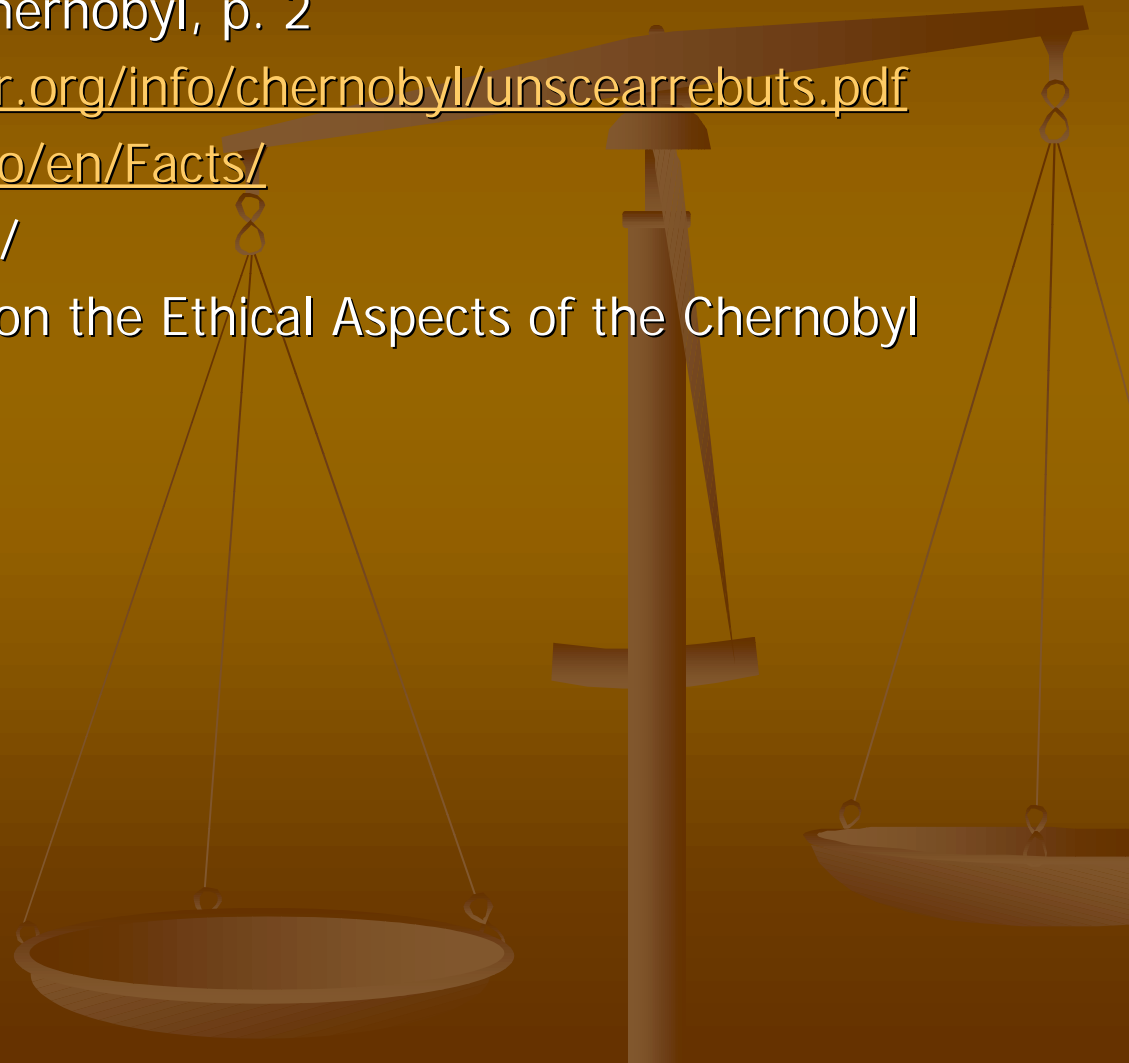 hernobyl, p. 2
r.org/info/chernobyl/unscearrebuts.pdf
o/en/Facts/
/
on the Ethical Aspects of the Chernobyl